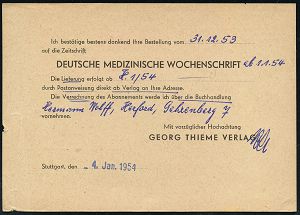 Ich bestätige bestens dankend Ihre Bestellung vom 31.12.53
auf die Zeitschrift
DEUTSCHE MEDIZINISCHE WOCHENSCHRIFT ab 1.1.54
Die Lieferung erfolgt ab H 1/54
durch Postanweisung direkt ab Verlag an Ihre Adresse.
Die Verrechnung des Abonnements werde ich über die Buchhandlung
Hermann Wolff, Herford, Gehrenberg 7
vornehmen.
Mit vorzüglicher Hochachtung
GEORG THIEME VERLAG
Stuttgart, den -4. Jan. 1954